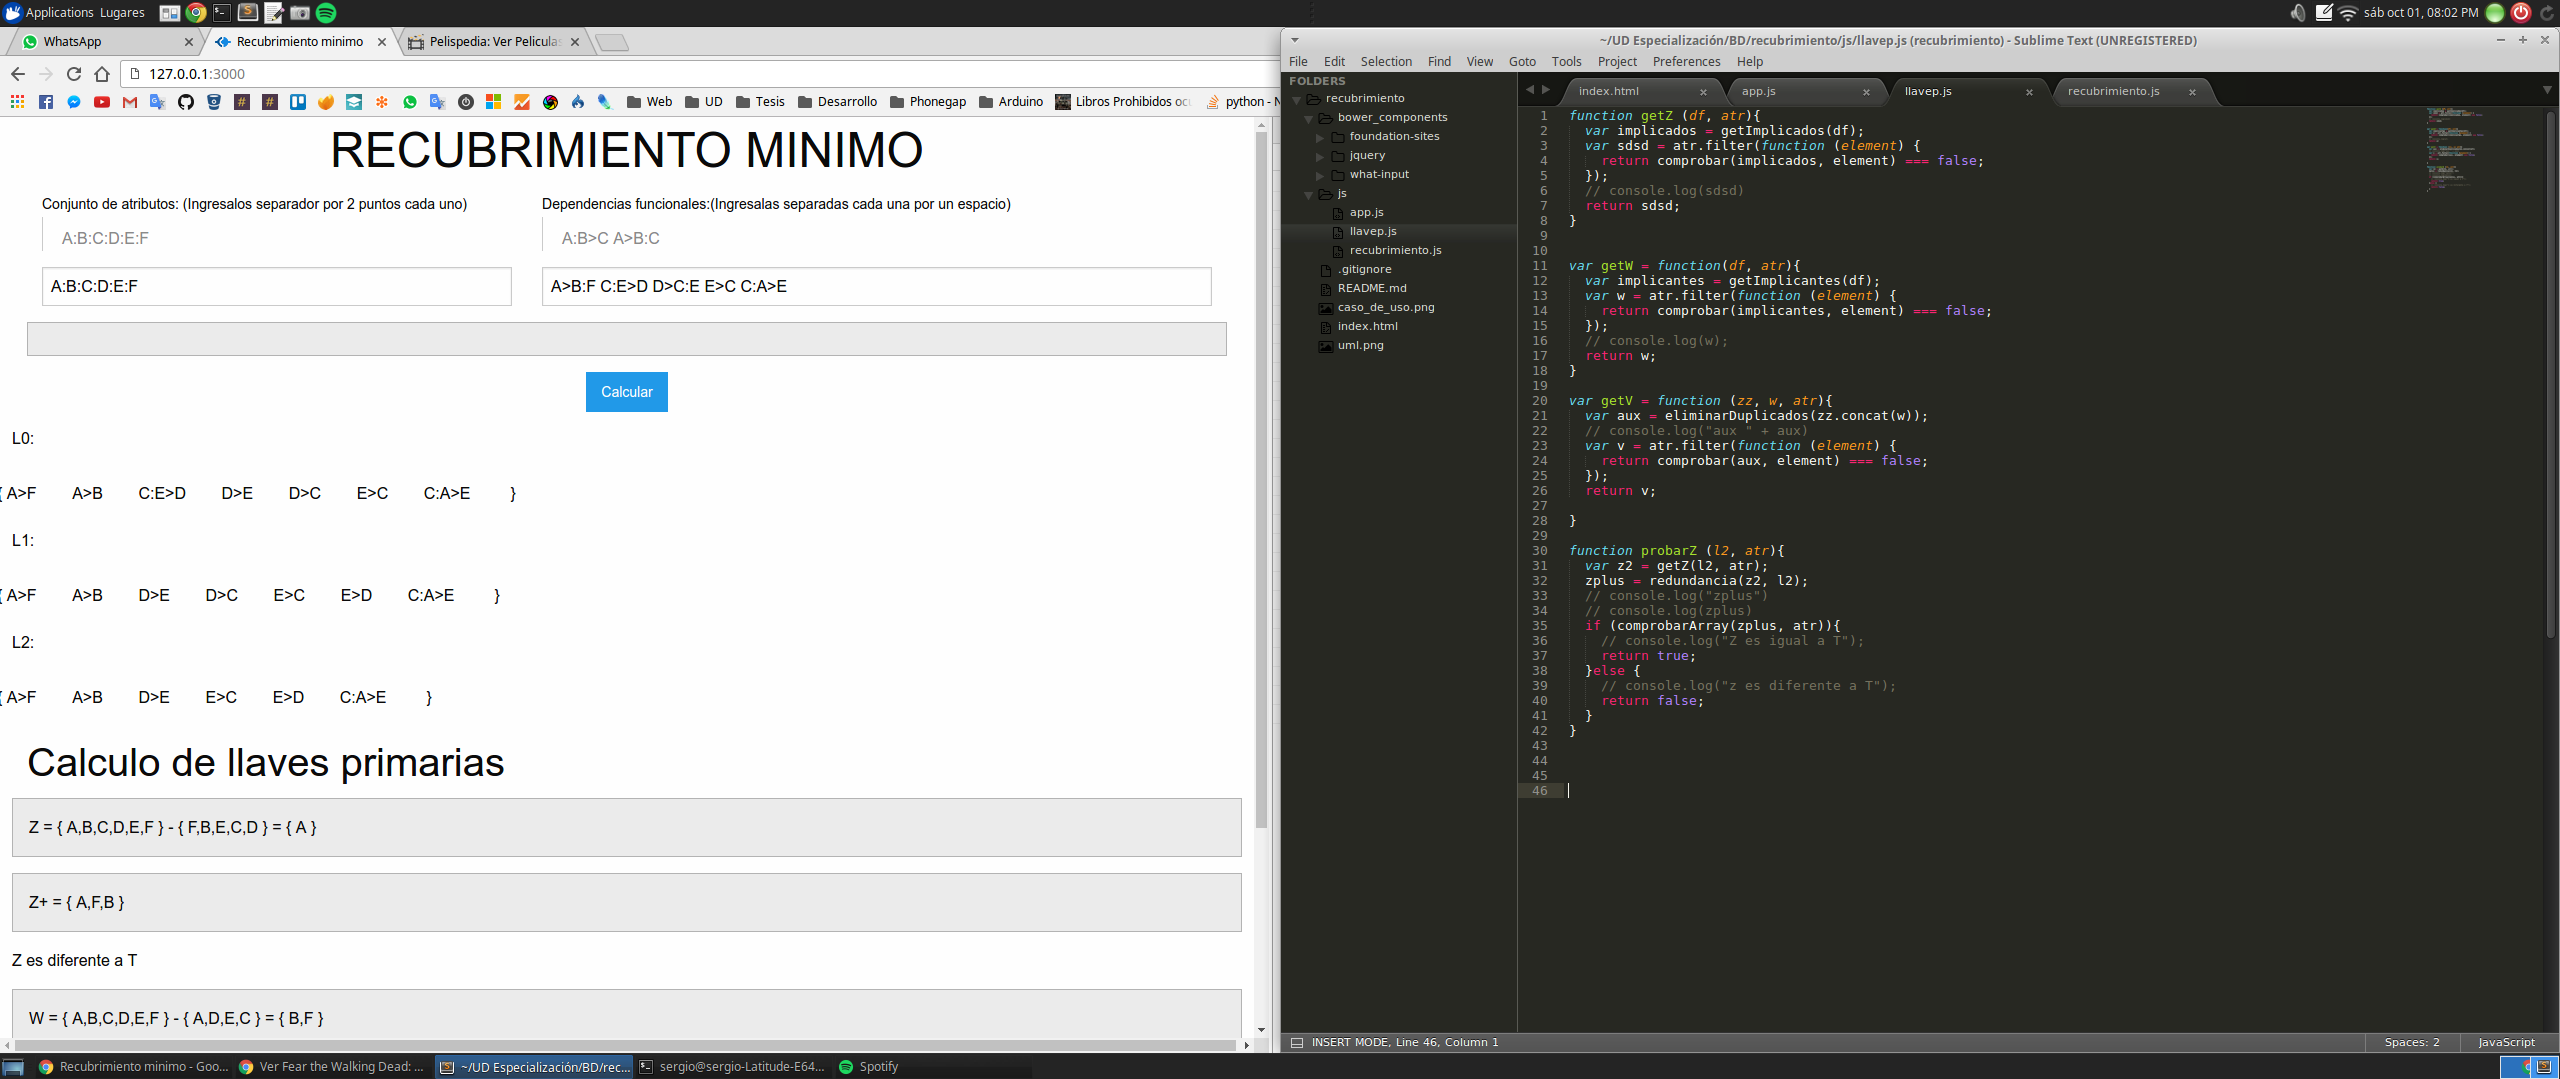 Applications Lugares
sáb oct 01, 08:02 PM
WhatsApp
Recubrimiento minimo
Pelispedia: Ver Peliculas
127.0.0.1:3000
Web
UD
Tesis
Desarrollo
Phonegap
Arduino
Libros Prohibidos oc
python - N
RECUBRIMIENTO MINIMO
Conjunto de atributos: (Ingresalos separador por 2 puntos cada uno)
Dependencias funcionales:(Ingresalas separadas cada una por un espacio)
A:B:C:D:E:F
A:B>C A>B:C
A:B:C:D:E:F
A>B:F C:E>D D>C:E E>C C:A>E
Calcular
L0:
{ A>F A>B C:E>D D>E D>C E>C C:A>E }
L1:
{ A>F A>B D>E D>C E>C E>D C:A>E }
L2:
{ A>F A>B D>E E>C E>D C:A>E }
Calculo de llaves primarias
Z = { A,B,C,D,E,F } - { F,B,E,C,D } = { A }
Z+ = { A,F,B }
Z es diferente a T
W = { A,B,C,D,E,F } - { A,D,E,C } = { B,F }
~/UD Especialización/BD/recubrimiento/js/llavep.js (recubrimiento) - Sublime Text (UNREGISTERED)
File Edit Selection Find View Goto Tools Project Preferences Help
FOLDERS
recubrimiento
bower_components
foundation-sites
jquery
what-input
js
app.js
llavep.js
recubrimiento.js
.gitignore
README.md
caso_de_uso.png
index.html
uml.png
index.html
app.js
llavep.js
recubrimiento.js
1 function getZ (df, atr){
2 var implicados = getImplicados(df);
3 var sdsd = atr.filter(function (element) {
4 return comprobar(implicados, element) === false;
5 });
6 // console.log(sdsd)
7 return sdsd;
8 }
9
10
11 var getW = function(df, atr){
12 var implicantes = getImplicantes(df);
13 var w = atr.filter(function (element) {
14 return comprobar(implicantes, element) === false;
15 });
16 // console.log(w);
17 return w;
18 }
19
20 var getV = function (zz, w, atr){
21 var aux = eliminarDuplicados(zz.concat(w));
22 // console.log("aux " + aux)
23 var v = atr.filter(function (element) {
24 return comprobar(aux, element) === false;
25 });
26 return v;
27
28 }
29
30 function probarZ (l2, atr){
31 var z2 = getZ(l2, atr);
32 zplus = redundancia(z2, l2);
33 // console.log("zplus")
34 // console.log(zplus)
35 if (comprobarArray(zplus, atr)){
36 // console.log("Z es igual a T");
37 return true;
38 }else {
39 // console.log("z es diferente a T");
40 return false;
41 }
42 }
43
44
45
46
INSERT MODE, Line 46, Column 1
Spaces: 2
JavaScript
Recubrimiento minimo - Goo...
Ver Fear the Walking Dead: ...
~/UD Especialización/BD/rec...
sergio@sergio-Latitude-E64...
Spotify